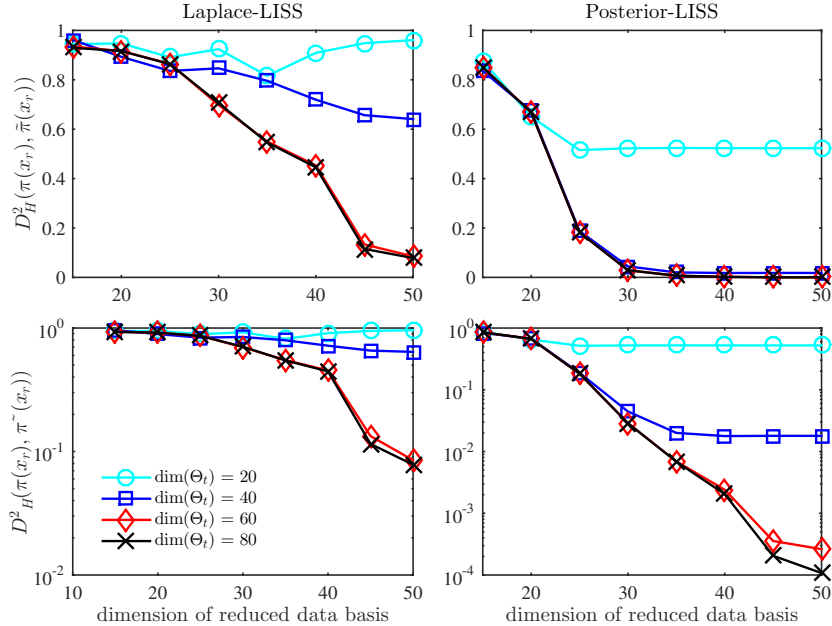 Laplace-LISS
Posterior-LISS
D²_H(π(x_r), π̃(x_r))
1
0.8
0.6
0.4
0.2
0
20 30 40 50
1
0.8
0.6
0.4
0.2
0
20 30 40 50
D²_H(π(x_r), π˜(x_r))
10⁰
10⁻¹
10⁻²
dim(Θ_t) = 20
dim(Θ_t) = 40
dim(Θ_t) = 60
dim(Θ_t) = 80
10 20 30 40 50
dimension of reduced data basis
10⁰
10⁻¹
10⁻²
10⁻³
10⁻⁴
20 30 40 50
dimension of reduced data basis